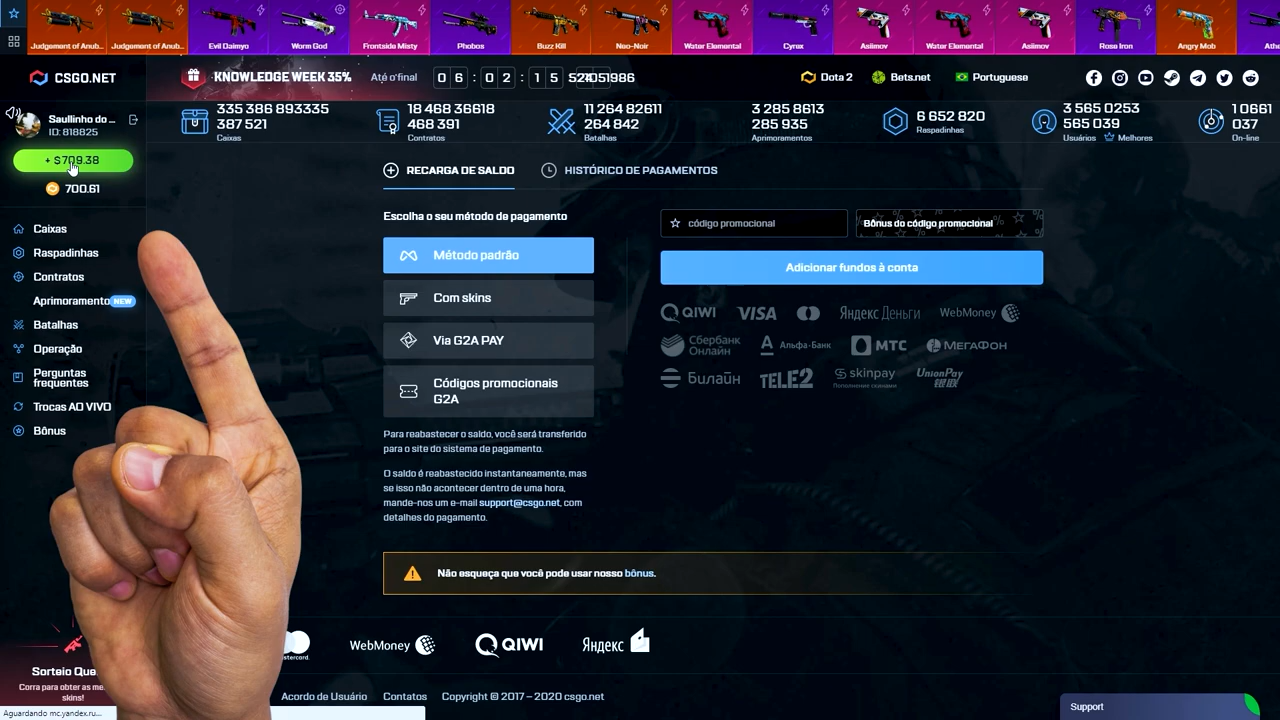 Judgement of Anub...
Judgement of Anub...
Evil Daimyo
Worm God
Frontside Misty
Phobos
Buzz Kill
Neo-Noir
Water Elemental
Cyrex
Asiimov
Water Elemental
Asiimov
Rose Iron
Angry Mob
CSGO.NET
KNOWLEDGE WEEK 35%
Até o'final
0 6 : 0 2 : 1 5
Dota 2
Bets.net
Portuguese
Saullinho do ...
ID: 818825
335 386 893335
387 521
Caixas
18 468 36618
468 391
Contratos
11 264 82611
264 842
Batalhas
3 285 8613
285 935
Aprimoramentos
6 652 820
Raspadinhas
3 565 0253
565 039
Usuários
Melhores
1 0661
037
On-line
+ $709.38
700.61
Caixas
Raspadinhas
Contratos
Aprimoramento
NEW
Batalhas
Operação
Perguntas
frequentes
Trocas AO VIVO
Bônus
RECARGA DE SALDO
HISTÓRICO DE PAGAMENTOS
Escolha o seu método de pagamento
Método padrão
Com skins
Via G2A PAY
Códigos promocionais
G2A
Para reabastecer o saldo, você será transferido
para o site do sistema de pagamento.
O saldo é reabastecido instantaneamente, mas
se isso não acontecer dentro de uma hora,
mande-nos um e-mail support@csgo.net, com
detalhes do pagamento.
código promocional
Bônus do código promocional
Adicionar fundos à conta
QIWI
VISA
Яндекс Деньги
WebMoney
Сбербанк
Онлайн
Альфа-Банк
МТС
МЕГАФОН
Билайн
TELE2
skinpay
Пополнение скинами
UnionPay
银联
Não esqueça que você pode usar nosso bônus.
mastercard.
WebMoney
QIWI
Яндекс
Sorteio Que
Corra para obter as me
skins!
Acordo de Usuário
Contatos
Copyright © 2017 – 2020 csgo.net
Support
Aguardando mc.yandex.ru...